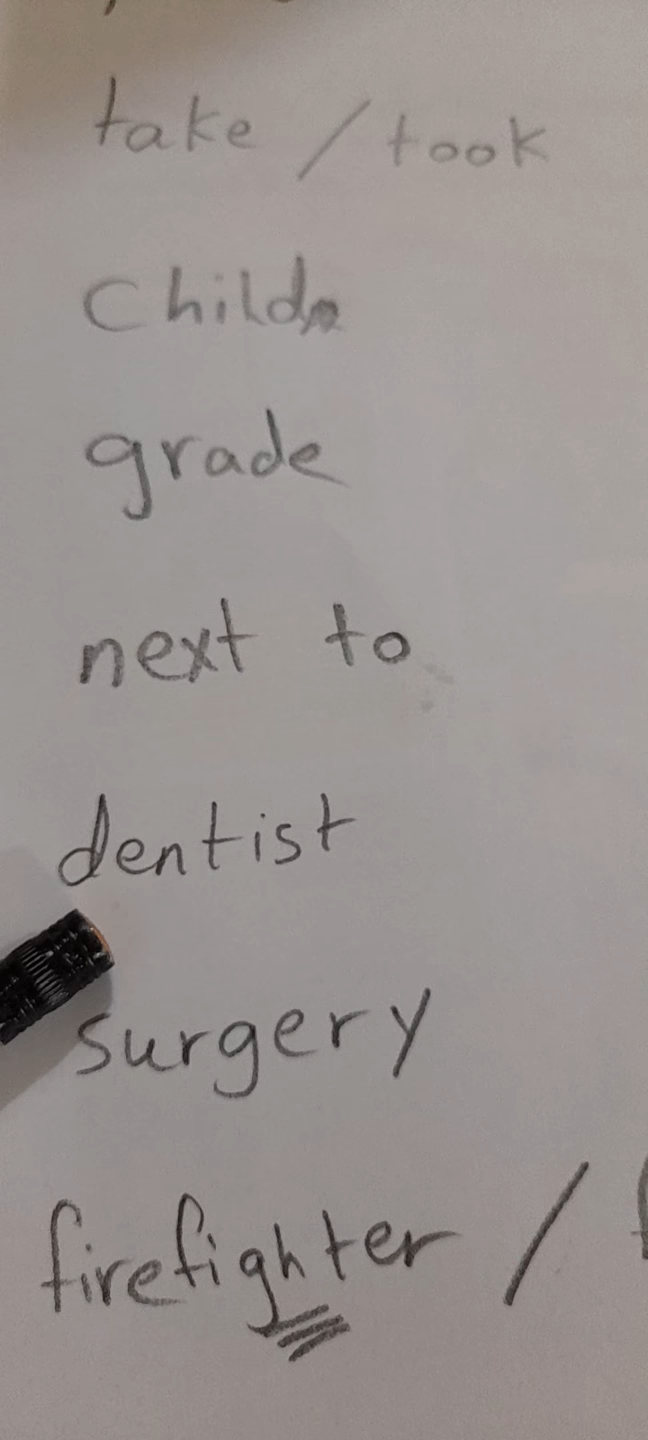 take / took
Child
grade
next to
dentist
surgery
firefighter /